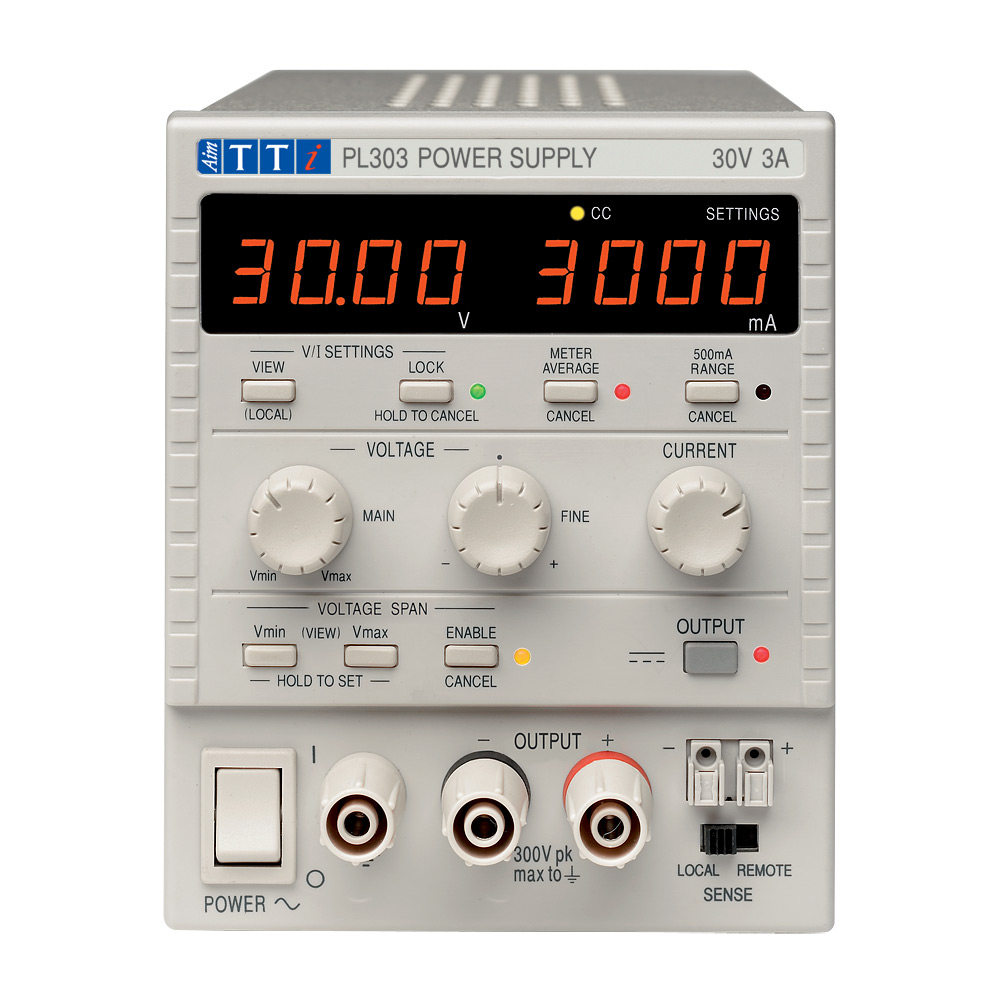 Aim TTi PL303 POWER SUPPLY 30V 3A
CC SETTINGS
30.00 3000
V mA
V/I SETTINGS
VIEW LOCK METER AVERAGE 500mA RANGE
(LOCAL) HOLD TO CANCEL CANCEL CANCEL
VOLTAGE CURRENT
MAIN FINE
Vmin Vmax - +
VOLTAGE SPAN
Vmin (VIEW) Vmax ENABLE OUTPUT
HOLD TO SET CANCEL
- OUTPUT + - +
I
300V pk
max to
O
LOCAL REMOTE
SENSE
POWER